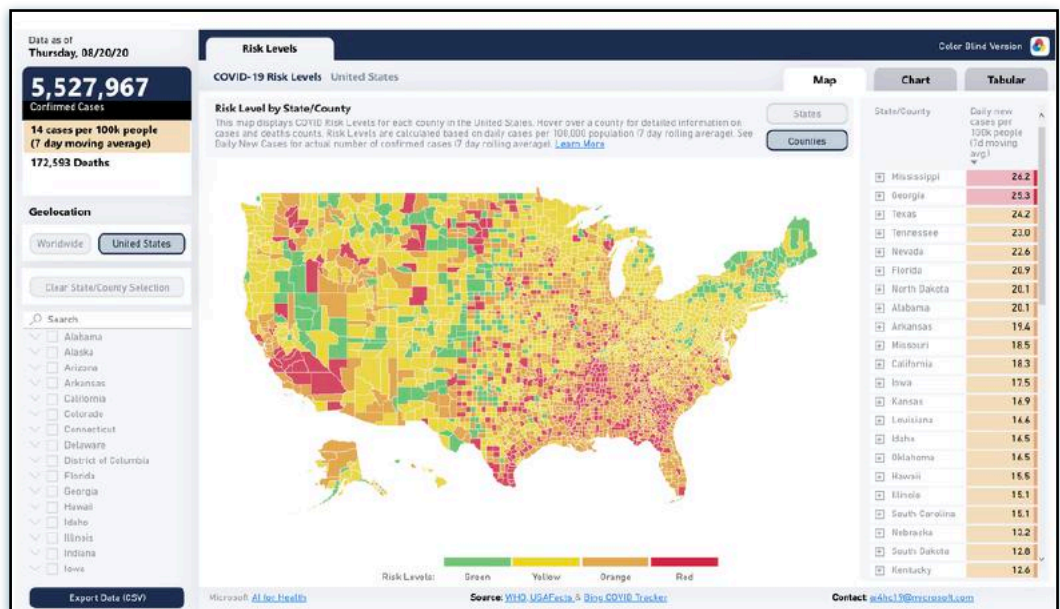 Data as of
Thursday, 08/20/20
5,527,967
Confirmed Cases
14 cases per 100k people
(7 day moving average)
172,593 Deaths
Geolocation
Worldwide
United States
Clear State/County Selection
Search
Alabama
Alaska
Arizona
Arkansas
California
Colorado
Connecticut
Delaware
District of Columbia
Florida
Georgia
Hawaii
Idaho
Illinois
Indiana
Iowa
Export Data (CSV)
Risk Levels
Color Blind Version
COVID-19 Risk Levels United States
Map
Chart
Tabular
Risk Level by State/County
This map displays COVID Risk Levels for each county in the United States. Hover over a county for detailed information on
cases and deaths counts. Risk Levels are calculated based on daily cases per 100,000 population (7 day rolling average). See
Daily New Cases for actual number of confirmed cases (7 day rolling average). Learn More
States
Counties
Risk Levels:
Green
Yellow
Orange
Red
State/County
Daily new
cases per
100k people
(7d moving
avg.)
Mississippi 26.2
Georgia 25.3
Texas 24.2
Tennessee 23.0
Nevada 22.6
Florida 20.9
North Dakota 20.1
Alabama 20.1
Arkansas 19.4
Missouri 18.5
California 18.3
Iowa 17.5
Kansas 16.9
Louisiana 16.6
Idaho 16.5
Oklahoma 16.5
Hawaii 15.5
Illinois 15.1
South Carolina 15.1
Nebraska 13.2
South Dakota 12.8
Kentucky 12.6
Microsoft AI for Health
Source: WHO, USAFacts & Bing COVID Tracker
Contact: ai4hc19@microsoft.com